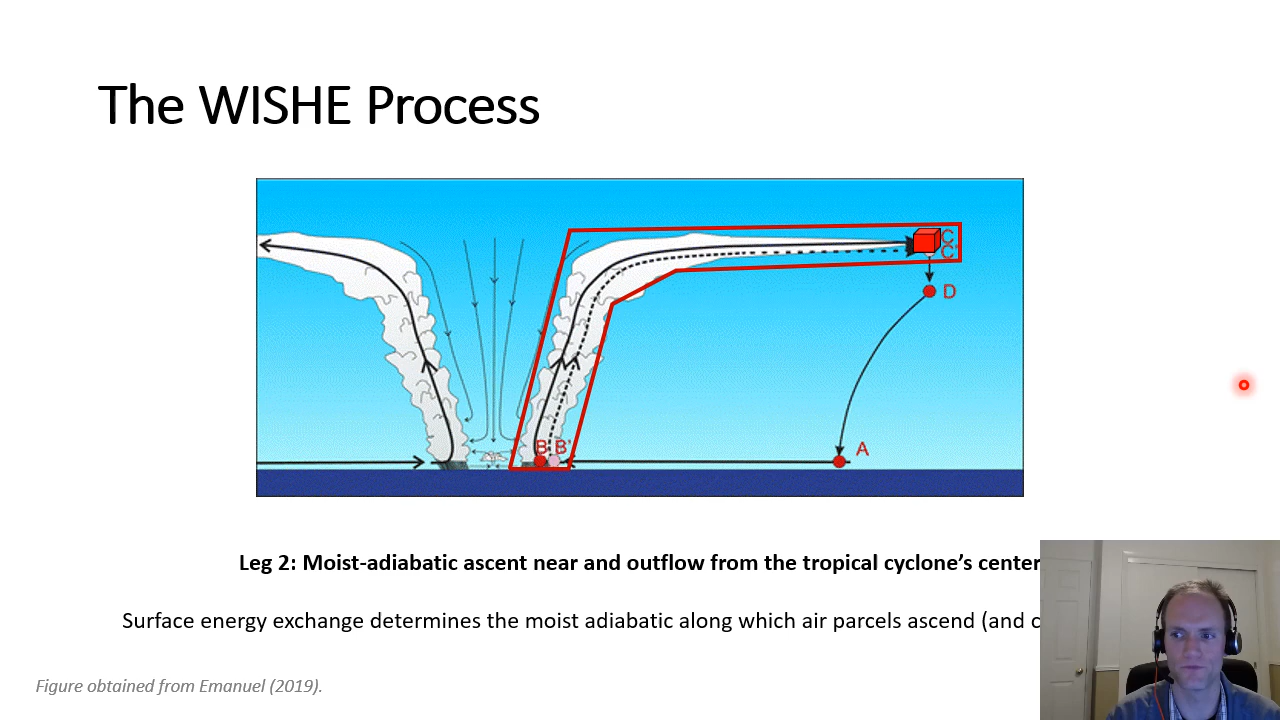 The WISHE Process
C
C'
D
B B'
A
Leg 2: Moist-adiabatic ascent near and outflow from the tropical cyclone's center
Surface energy exchange determines the moist adiabatic along which air parcels ascend (and
Figure obtained from Emanuel (2019).